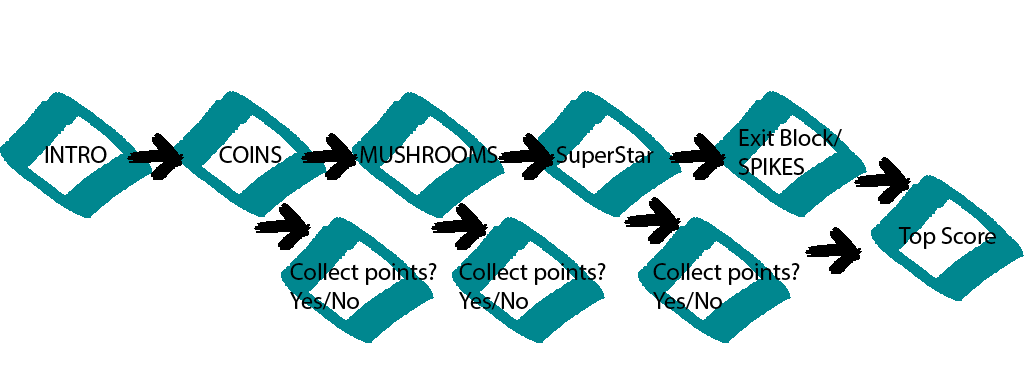 INTRO
COINS
MUSHROOMS
SuperStar
Exit Block/
SPIKES
Top Score
Collect points?
Yes/No
Collect points?
Yes/No
Collect points?
Yes/No